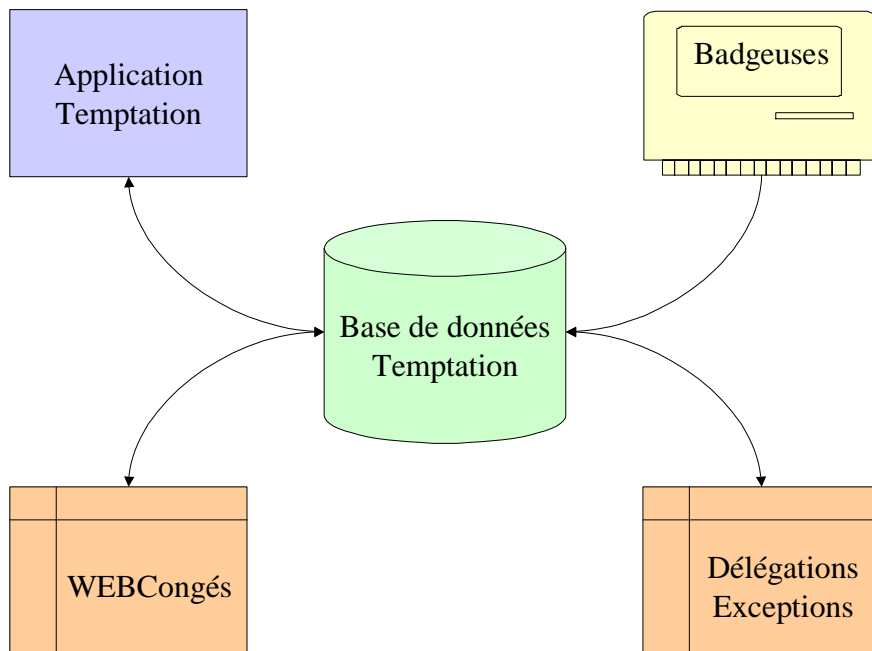 Application
Temptation
Badgeuses
Base de données
Temptation
WEBCongés
Délégations
Exceptions